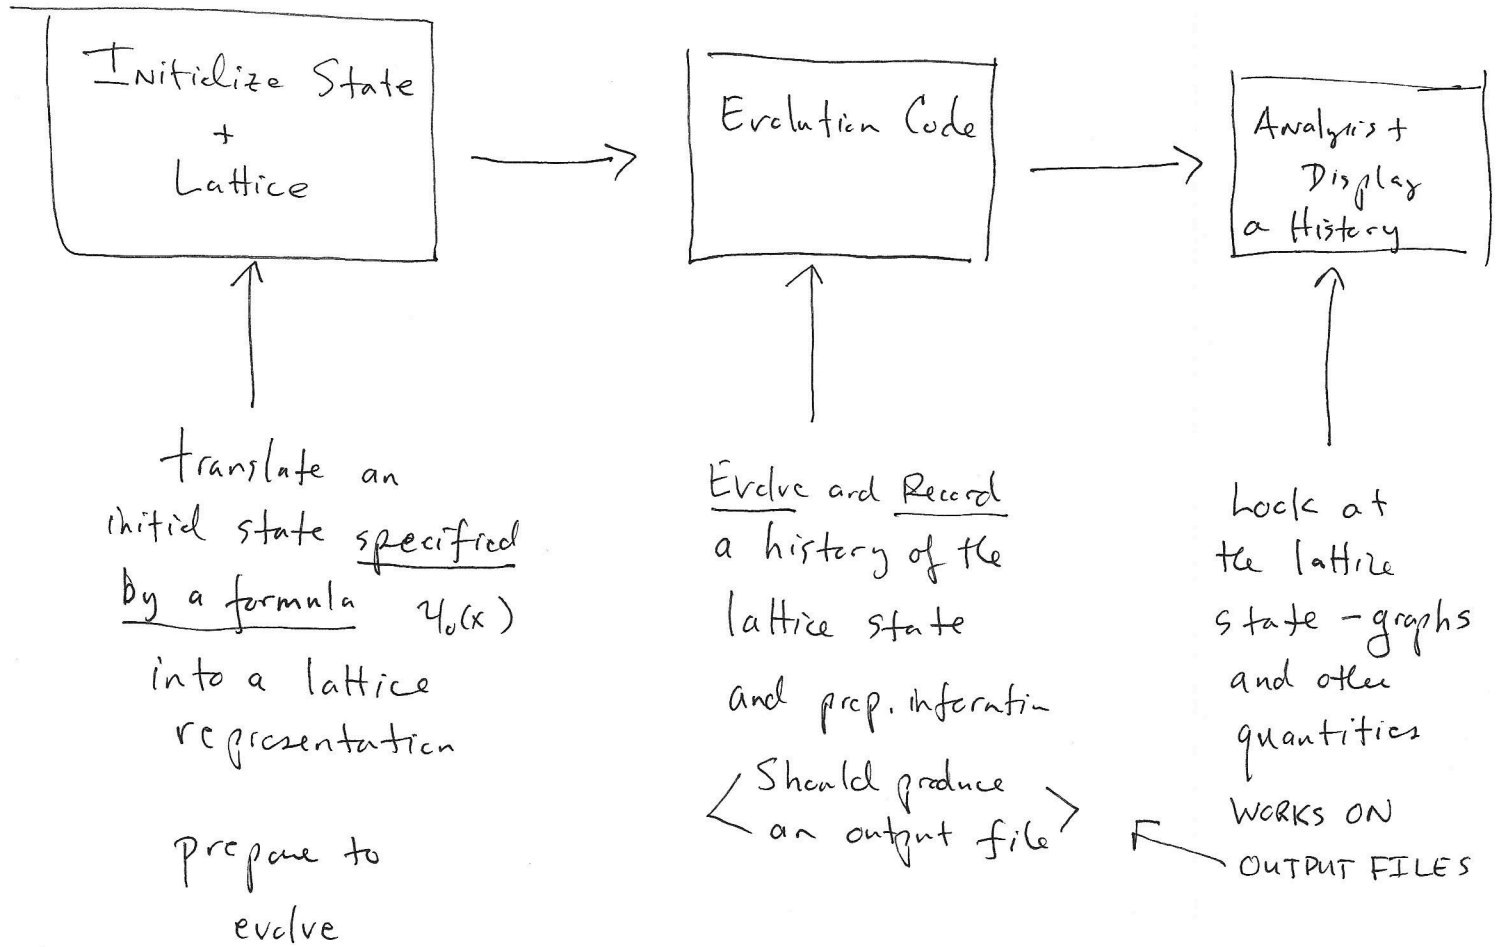 Initialize State
+
Lattice
Evolution Code
Analysis +
Display
a History
translate an
initial state specified
by a formula ψ₀(x)
into a lattice
representation
prepare to
evolve
Evolve and Record
a history of the
lattice state
and prep. information
< Should produce
an output file >
Look at
the lattice
state - graphs
and other
quantities
WORKS ON
OUTPUT FILES